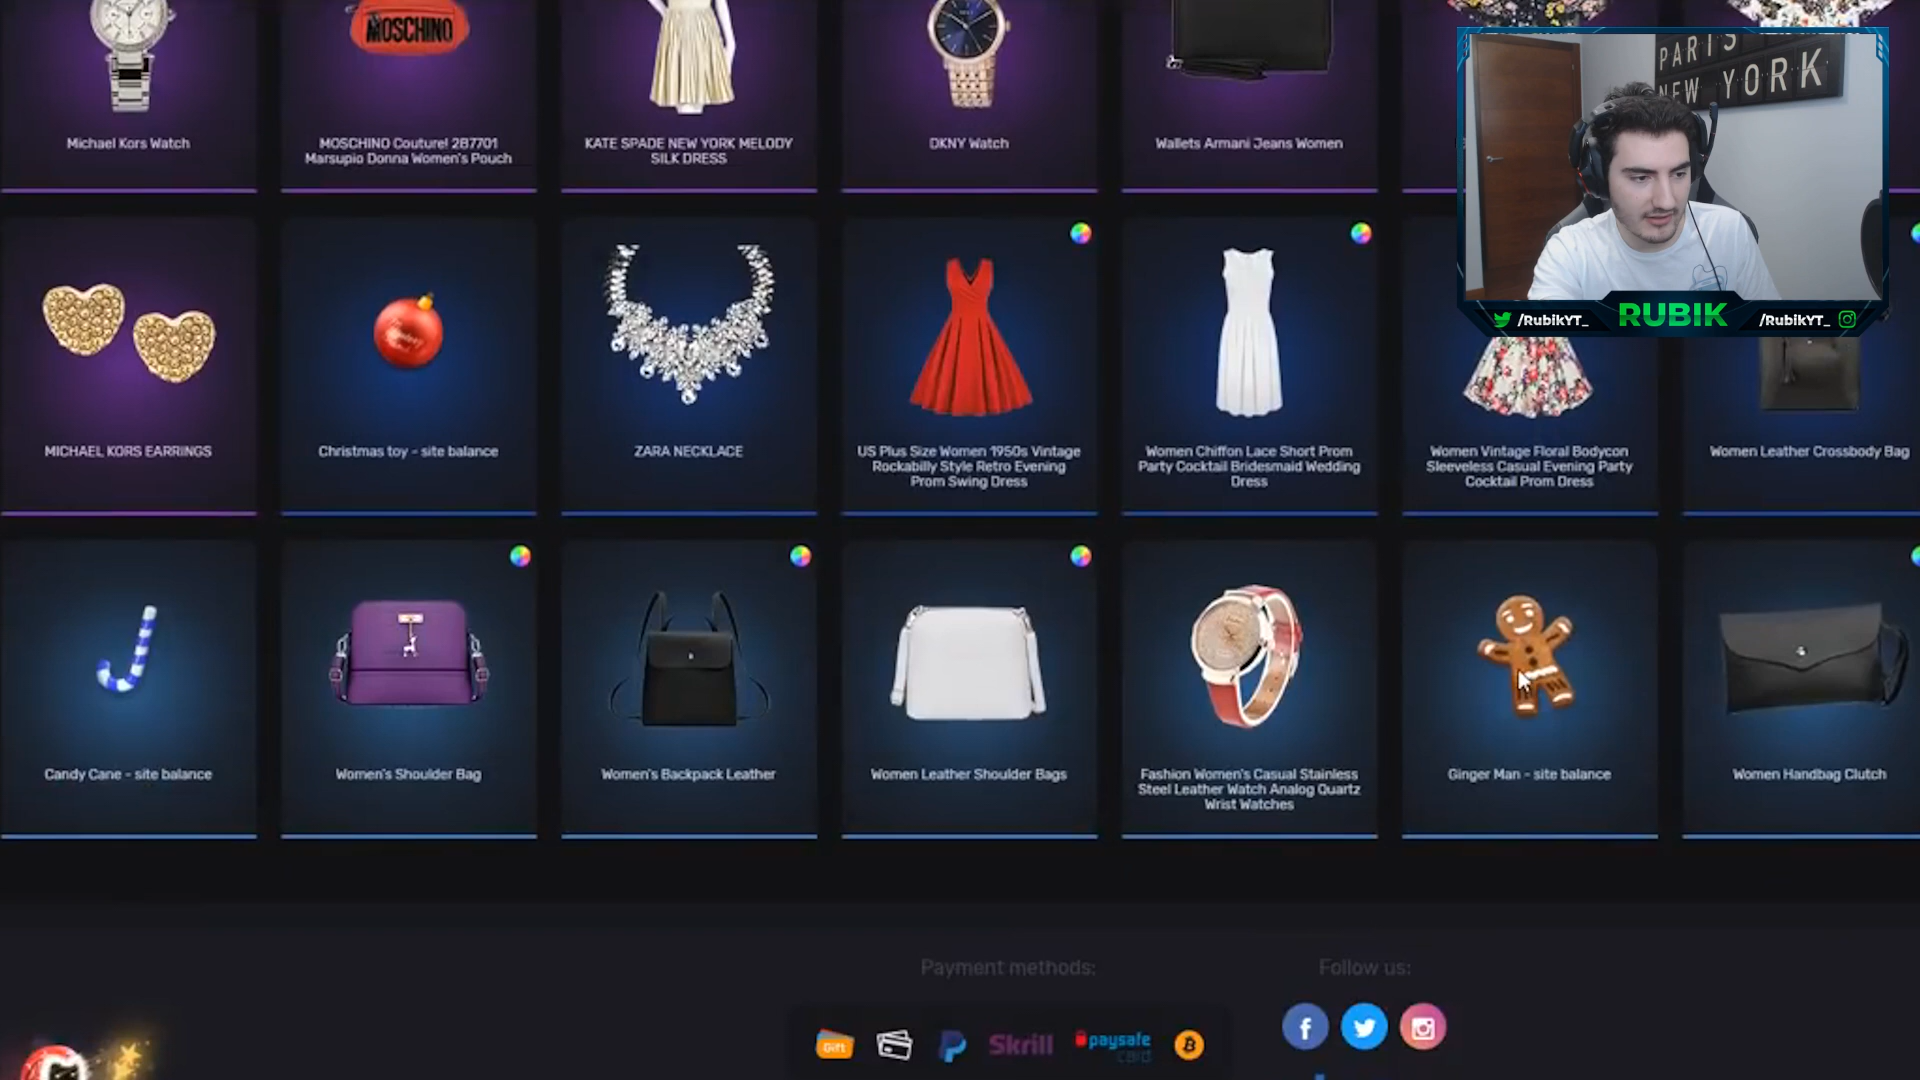 MOSCHINO
PARIS
NEW YORK
Michael Kors Watch
MOSCHINO Couture! 2B7701
Marsupio Donna Women's Pouch
KATE SPADE NEW YORK MELODY
SILK DRESS
DKNY Watch
Wallets Armani Jeans Women
/RubikYT_
RUBIK
/RubikYT_
MICHAEL KORS EARRINGS
Christmas toy - site balance
ZARA NECKLACE
US Plus Size Women 1950s Vintage
Rockabilly Style Retro Evening
Prom Swing Dress
Women Chiffon Lace Short Prom
Party Cocktail Bridesmaid Wedding
Dress
Women Vintage Floral Bodycon
Sleeveless Casual Evening Party
Cocktail Prom Dress
Women Leather Crossbody Bag
Candy Cane - site balance
Women's Shoulder Bag
Women's Backpack Leather
Women Leather Shoulder Bags
Fashion Women's Casual Stainless
Steel Leather Watch Analog Quartz
Wrist Watches
Ginger Man - site balance
Women Handbag Clutch
Payment methods:
Follow us:
Gift
Skrill
paysafe
card